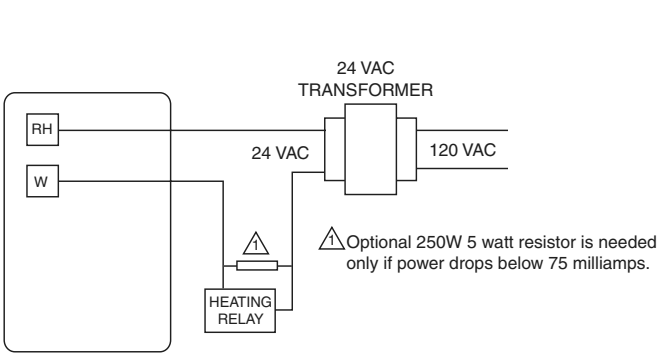 24 VAC
TRANSFORMER
RH
24 VAC
120 VAC
W
1
1 Optional 250W 5 watt resistor is needed
only if power drops below 75 milliamps.
HEATING
RELAY